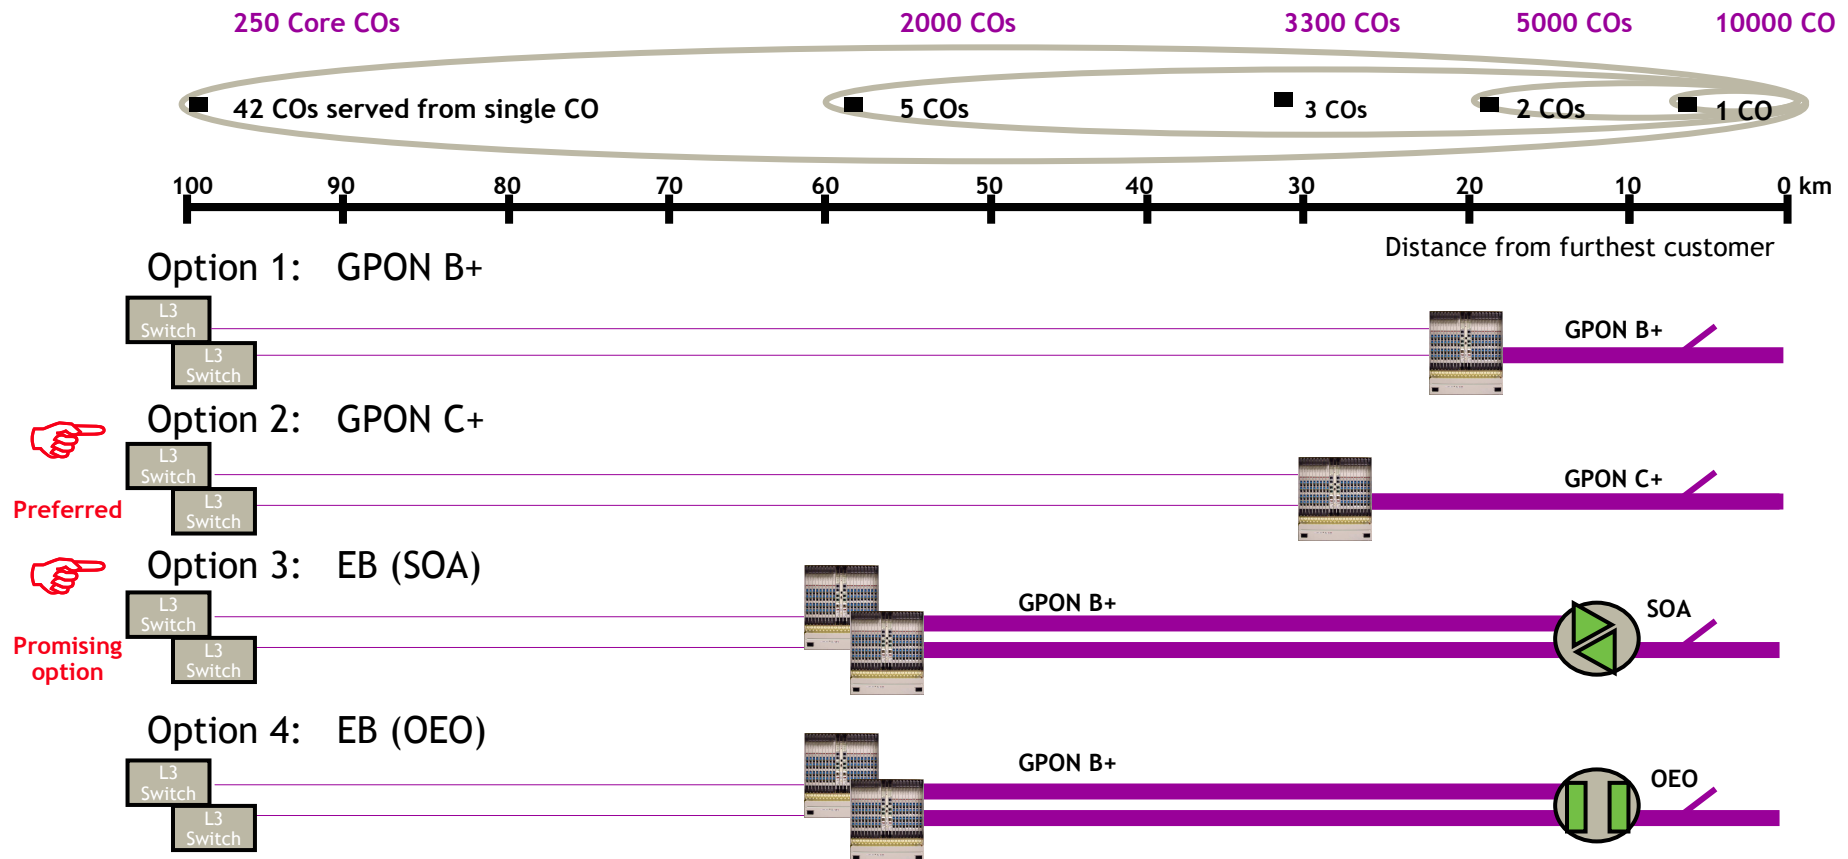 250 Core COs 2000 COs 3300 COs 5000 COs 10000 CO
42 COs served from single CO 5 COs 3 COs 2 COs 1 CO
100 90 80 70 60 50 40 30 20 10 0 km
Distance from furthest customer
Option 1: GPON B+
L3
Switch
L3
Switch
GPON B+
Option 2: GPON C+
L3
Switch
L3
Switch
Preferred
GPON C+
Option 3: EB (SOA)
L3
Switch
L3
Switch
Promising
option
GPON B+
SOA
Option 4: EB (OEO)
L3
Switch
L3
Switch
GPON B+
OEO